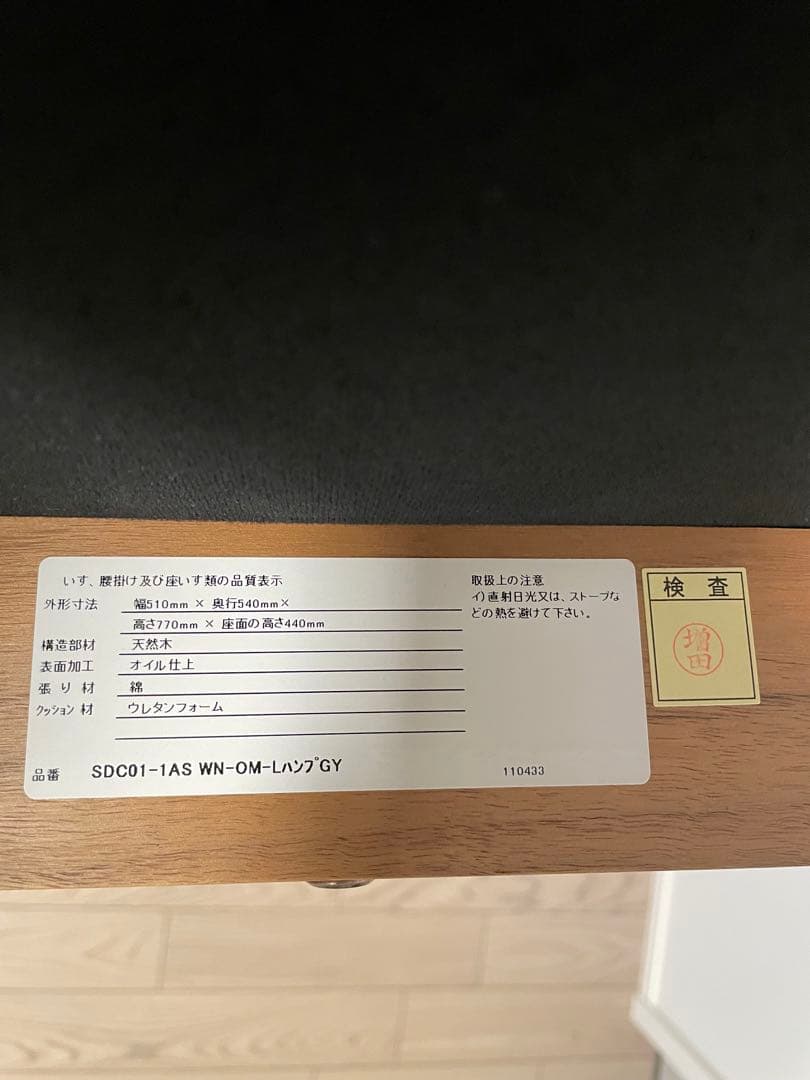 いす、腰掛け及び座いす類の品質表示
外形寸法 幅510mm × 奥行540mm×
高さ770mm × 座面の高さ440mm
構造部材 天然木
表面加工 オイル仕上
張り材 綿
クッション材 ウレタンフォーム
品番 SDC01-1AS WN-OM-LハンプGY
110433
取扱上の注意
イ)直射日光又は、ストーブな
どの熱を避けて下さい。
検査
増田